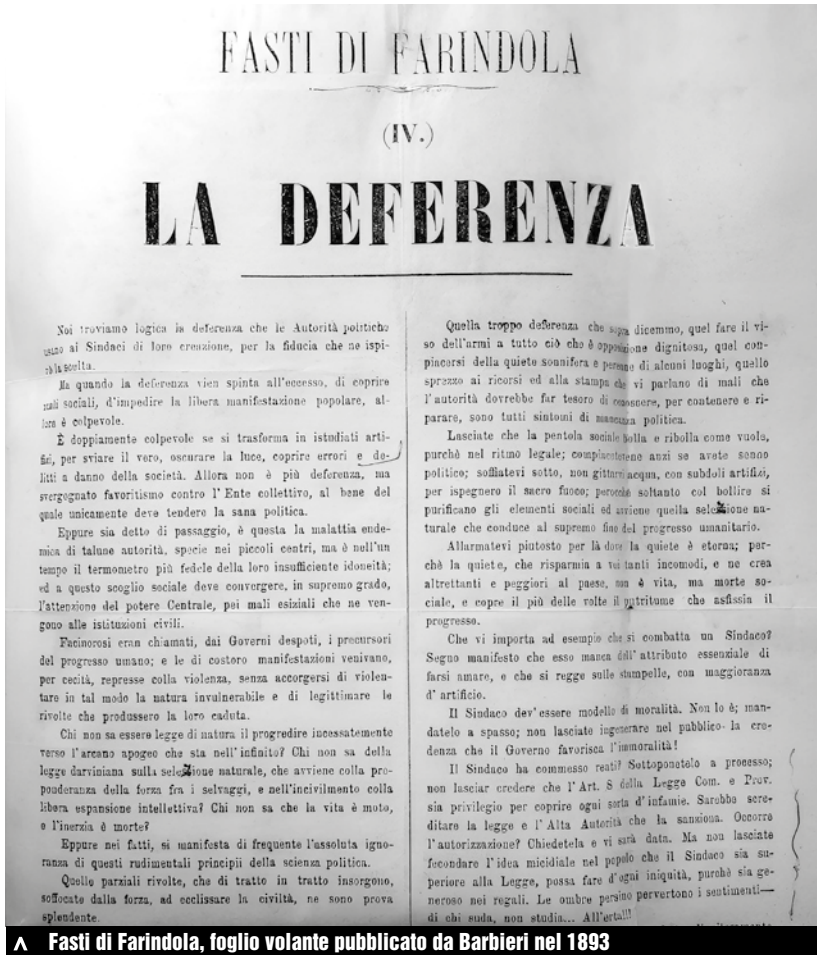 FASTI DI FARINDOLA
(IV.)
LA DEFERENZA
Noi troviamo logica la deferenza che le Autorità politiche
usano ai Sindaci di loro creazione, per la fiducia che ne ispi-
rò la scelta.
Ma quando la deferenza vien spinta all'eccesso, di coprire
mali sociali, d'impedire la libera manifestazione popolare, al-
lora è colpevole.
È doppiamente colpevole se si trasforma in istudiati arti-
fizi, per sviare il vero, oscurare la luce, coprire errori e de-
litti a danno della società. Allora non è più deferenza, ma
svergognato favoritismo contro l'Ente collettivo, al bene del
quale unicamente deve tendere la sana politica.
Eppure sia detto di passaggio, è questa la malattia ende-
mica di talune autorità, specie nei piccoli centri, ma è nell'un
tempo il termometro più fedele della loro insufficiente idoneità;
ed a questo scoglio sociale deve convergere, in supremo grado,
l'attenzione del potere Centrale, pei mali esiziali che ne ven-
gono alle istituzioni civili.
Facinorosi eran chiamati, dai Governi despoti, i precursori
del progresso umano; e le di costoro manifestazioni venivano,
per cecità, represse colla violenza, senza accorgersi di violen-
tare in tal modo la natura invulnerabile e di legittimare le
rivolte che produssero la loro caduta.
Chi non sa essere legge di natura il progredire incessatemente
verso l'arcano apogeo che sta nell'infinito? Chi non sa della
legge darviniana sulla selezione naturale, che avviene colla pre-
ponderanza della forza fra i selvaggi, e nell'incivilmento colla
libera espansione intellettiva? Chi non sa che la vita è moto,
e l'inerzia è morte?
Eppure nei fatti, si manifesta di frequente l'assoluta igno-
ranza di questi rudimentali principii della scienza politica.
Quelle parziali rivolte, che di tratto in tratto insorgono,
soffocate dalla forza, ad ecclissare la civiltà, ne sono prova
splendente.
Quella troppo deferenza che sopra dicemmo, quel fare il vi-
so dell'armi a tutto ciò che è opposizione dignitosa, quel com-
piacersi della quiete sonnifera e perenne di alcuni luoghi, quello
sprezzo ai ricorsi ed alla stampa che vi parlano di mali che
l'autorità dovrebbe far tesoro di conoscere, per contenere e ri-
parare, sono tutti sintomi di mancanza politica.
Lasciate che la pentola sociale bolla e ribolla come vuole,
purchè nel ritmo legale; compiacetevene anzi se avete senno
politico; soffiatevi sotto, non gittatevi acqua, con subdoli artifizi,
per ispegnero il sacro fuoco; perocchè soltanto col bollire si
purificano gli elementi sociali ed avviene quella selezione na-
turale che conduce al supremo fine del progresso umanitario.
Allarmatevi piutosto per là dove la quiete è eterna; per-
chè la quiete, che risparmia a voi tanti incomodi, e ne crea
altrettanti e peggiori al paese, non è vita, ma morte so-
ciale, e copre il più delle volte il putritume che asfissia il
progresso.
Che vi importa ad esempio che si combatta un Sindaco?
Segno manifesto che esso manca dell'attributo essenziale di
farsi amare, e che si regge sulle stampelle, con maggioranza
d'artificio.
Il Sindaco dev'essere modello di moralità. Non lo è; man-
datelo a spasso; non lasciate ingenerare nel pubblico la cre-
denza che il Governo favorisca l'immoralità!
Il Sindaco ha commesso reati? Sottoponetelo a processo;
non lasciar credere che l'Art. 8 della Legge Com. e Prov.
sia privilegio per coprire ogni sorta d'infamie. Sarebbe scre-
ditare la legge e l'Alta Autorità che la sanziona. Occorre
l'autorizzazione? Chiedetela e vi sarà data. Ma non lasciate
fecondare l'idea micidiale nel popolo che il Sindaco sia su-
periore alla Legge, possa fare d'ogni iniquità, purchè sia ge-
neroso nei regali. Le ombre persino pervertono i sentimenti—
di chi suda, non studia... All'erta!!!
Λ Fasti di Farindola, foglio volante pubblicato da Barbieri nel 1893